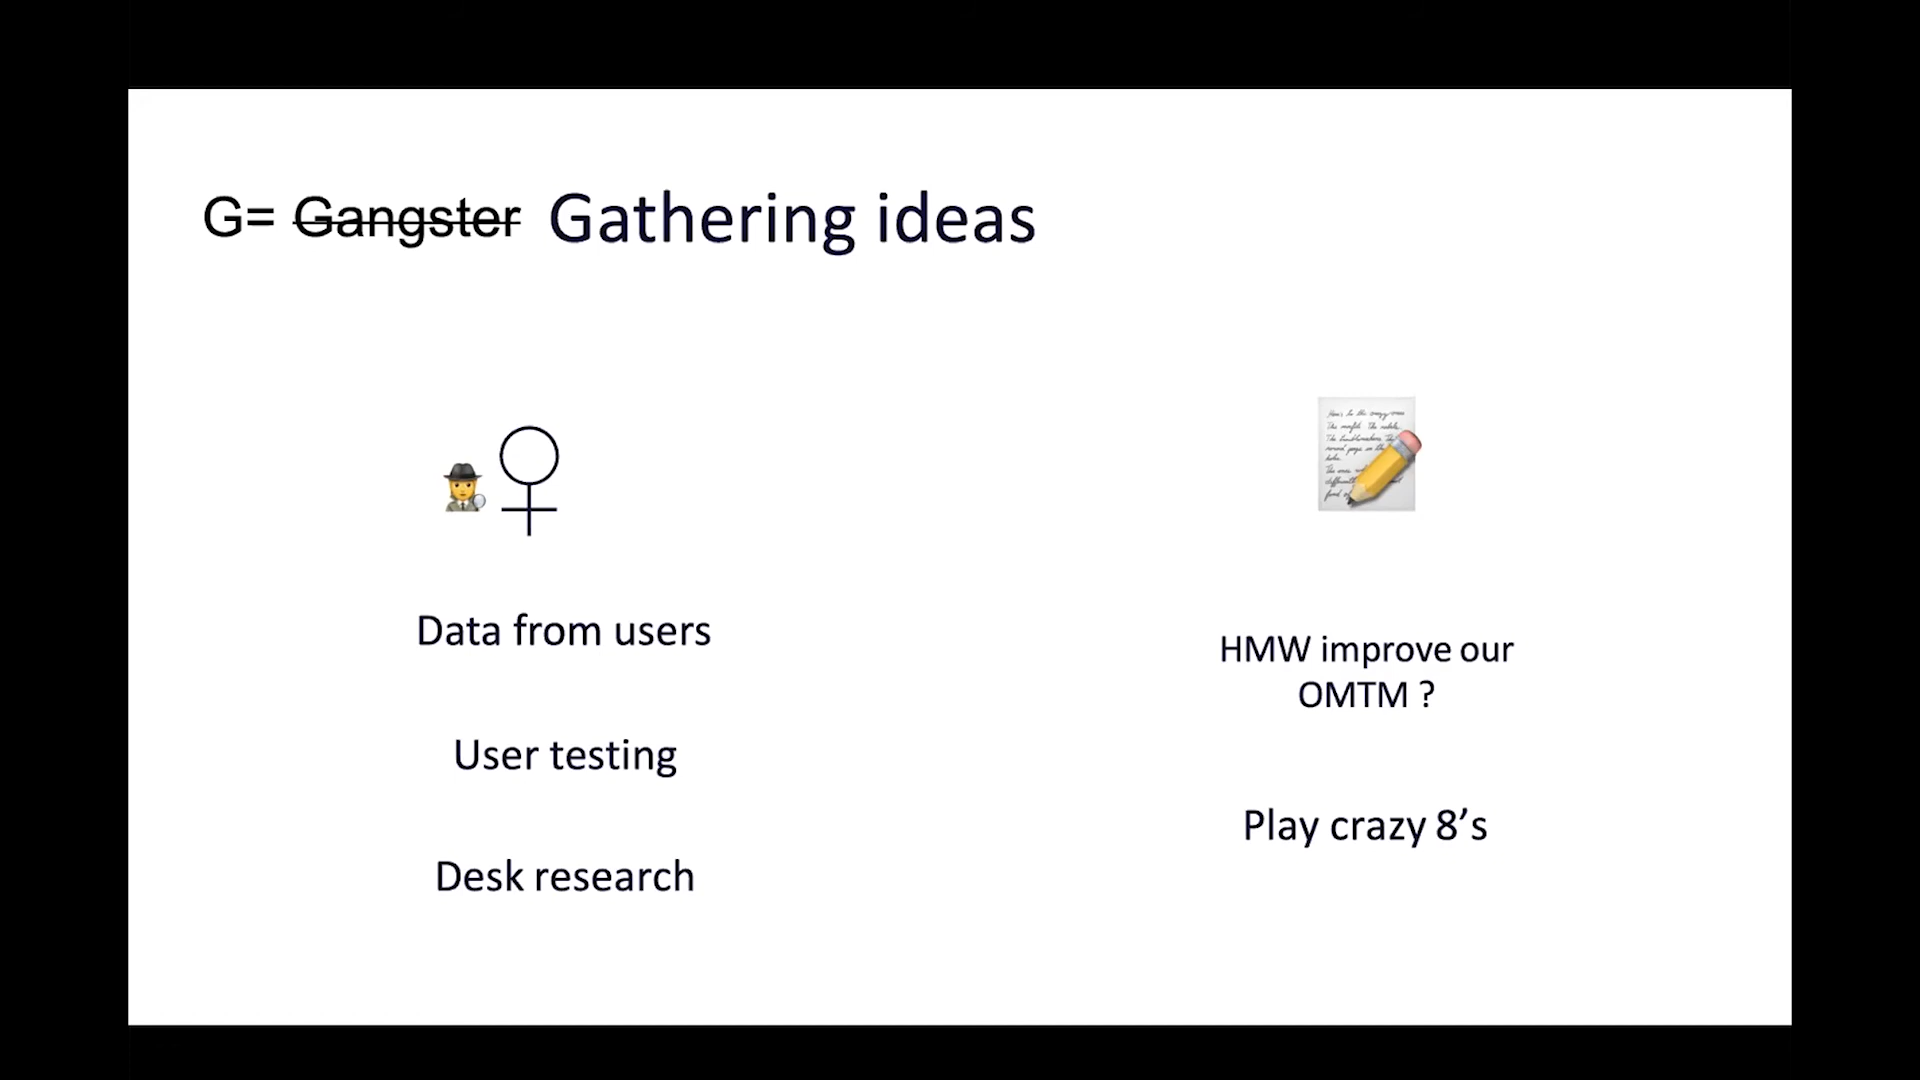 G= Gangster Gathering ideas
Data from users
User testing
Desk research
HMW improve our
OMTM ?
Play crazy 8’s